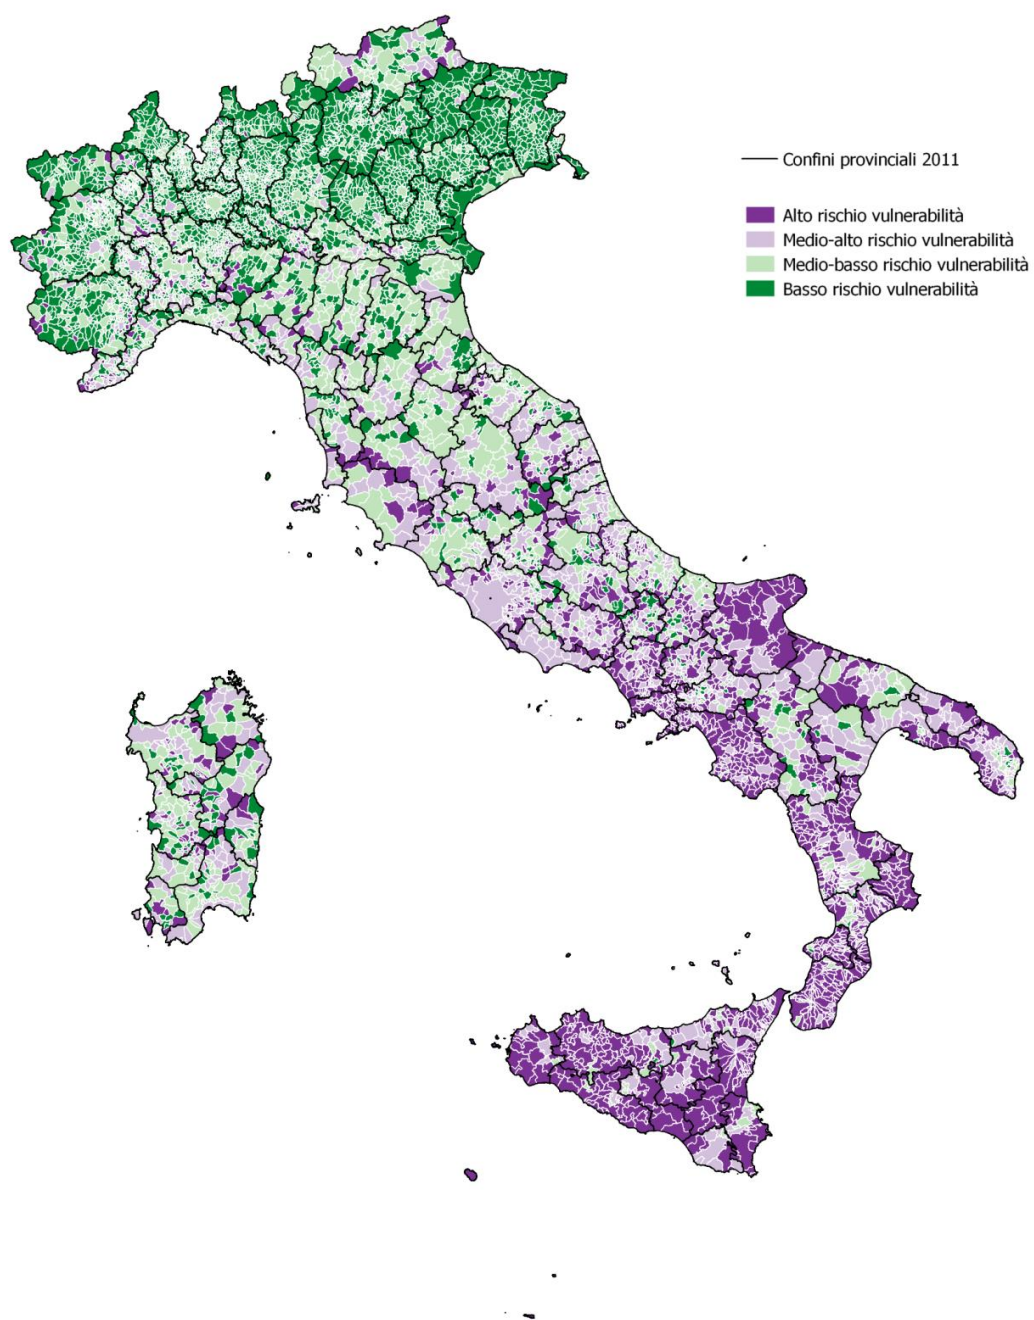 Confini provinciali 2011
Alto rischio vulnerabilità
Medio-alto rischio vulnerabilità
Medio-basso rischio vulnerabilità
Basso rischio vulnerabilità